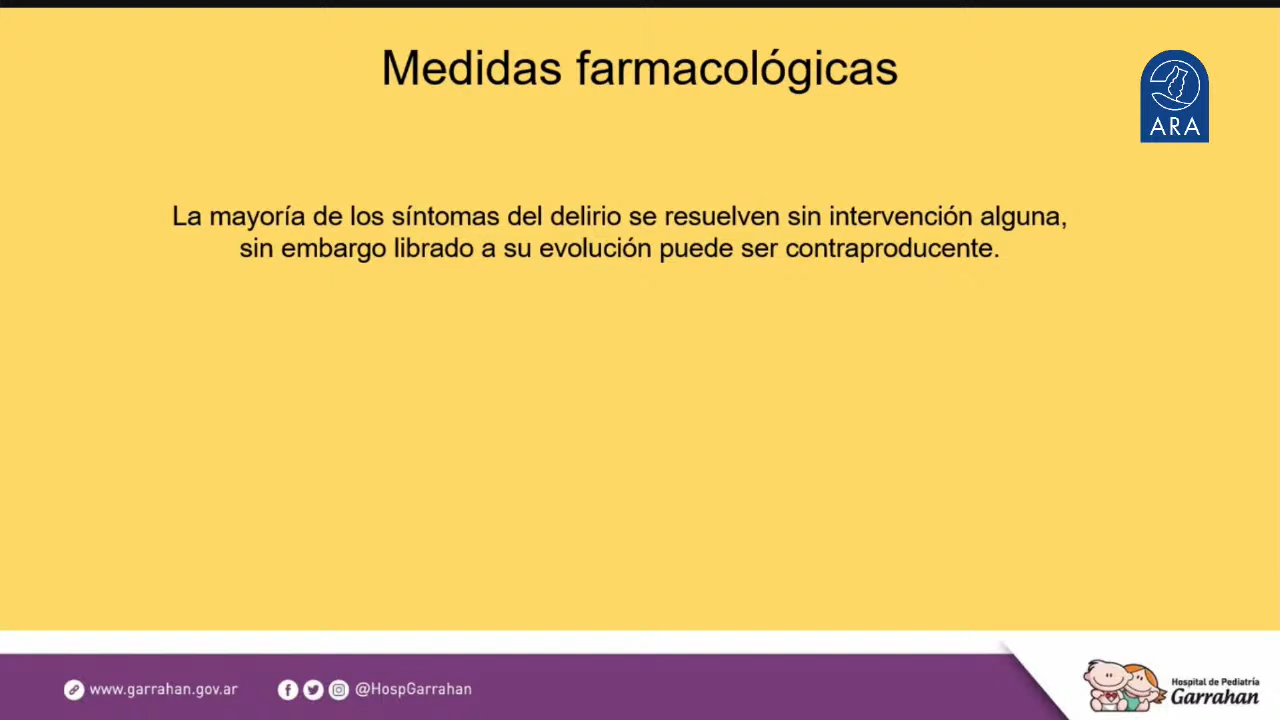 Medidas farmacológicas
ARA
La mayoría de los síntomas del delirio se resuelven sin intervención alguna,
sin embargo librado a su evolución puede ser contraproducente.
www.garrahan.gov.ar
@HospGarrahan
Hospital de Pediatría
Garrahan